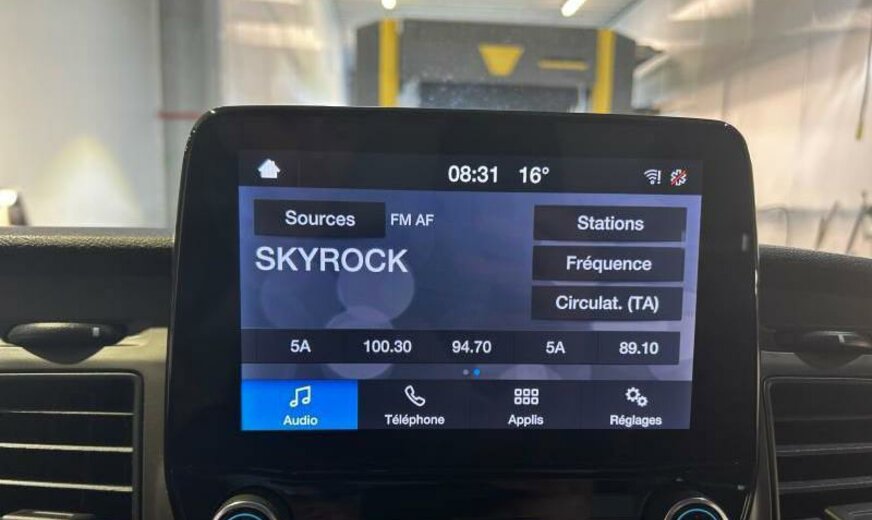 08:31 16°
Sources FM AF
SKYROCK
Stations
Fréquence
Circulat. (TA)
5A 100.30 94.70 5A 89.10
Audio Téléphone Applis Réglages